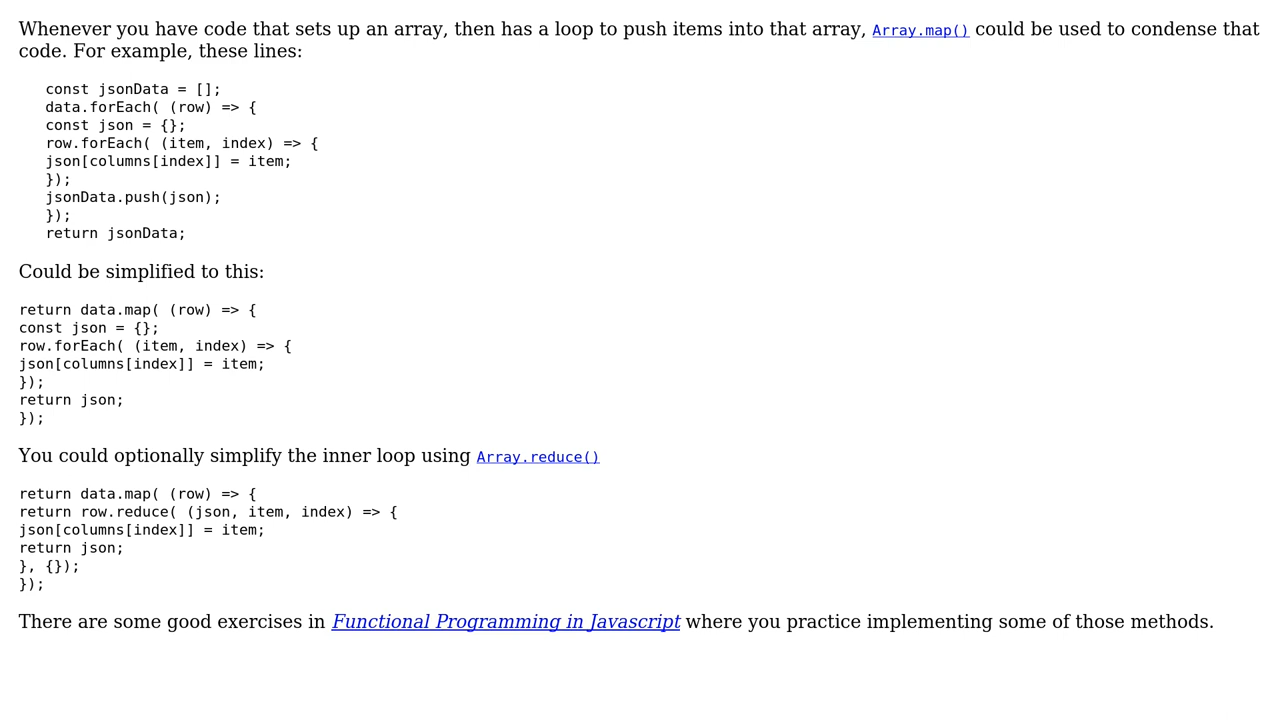 Whenever you have code that sets up an array, then has a loop to push items into that array, Array.map() could be used to condense that
code. For example, these lines:
const jsonData = [];
data.forEach( (row) => {
const json = {};
row.forEach( (item, index) => {
json[columns[index]] = item;
});
jsonData.push(json);
});
return jsonData;
Could be simplified to this:
return data.map( (row) => {
const json = {};
row.forEach( (item, index) => {
json[columns[index]] = item;
});
return json;
});
You could optionally simplify the inner loop using Array.reduce()
return data.map( (row) => {
return row.reduce( (json, item, index) => {
json[columns[index]] = item;
return json;
}, {});
});
There are some good exercises in Functional Programming in Javascript where you practice implementing some of those methods.